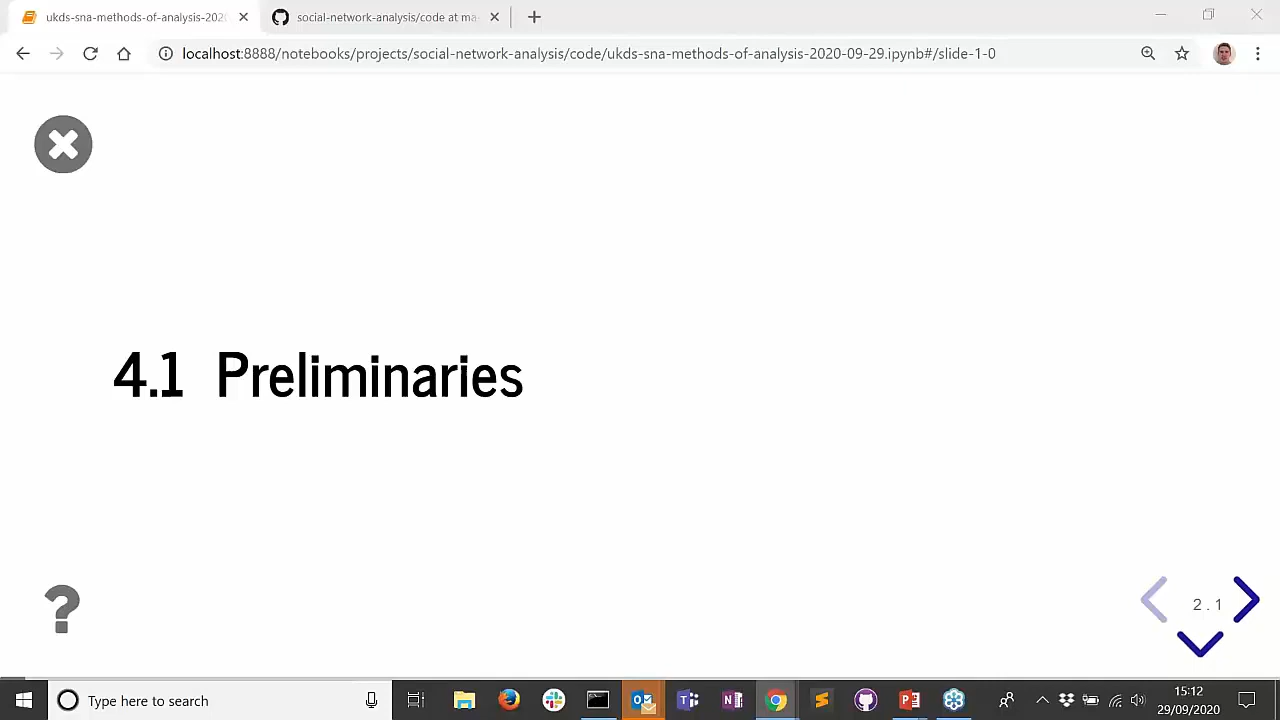 ukds-sna-methods-of-analysis-202
social-network-analysis/code at ma
localhost:8888/notebooks/projects/social-network-analysis/code/ukds-sna-methods-of-analysis-2020-09-29.ipynb#/slide-1-0
4.1 Preliminaries
2.1
Type here to search
15:12
29/09/2020